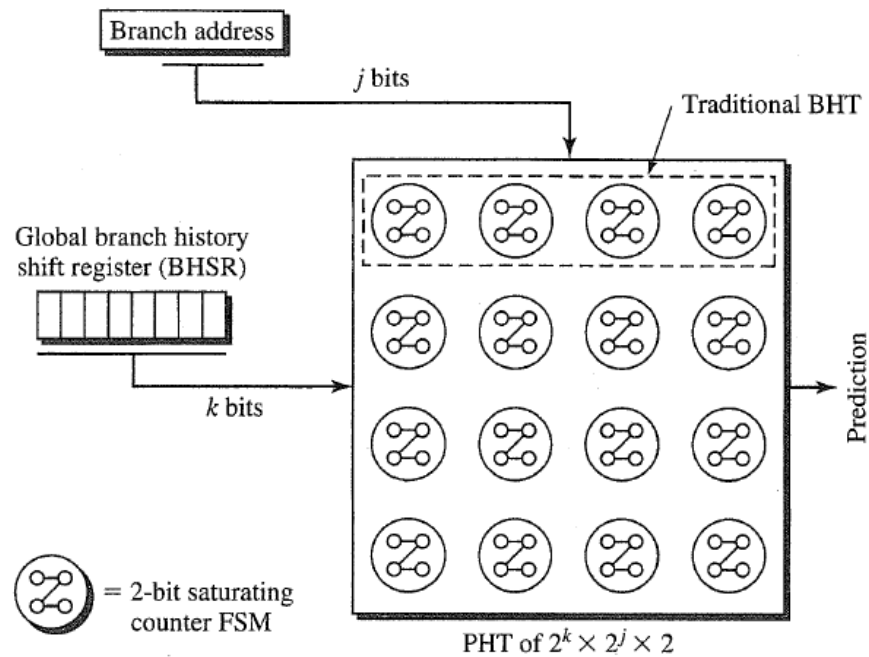 Branch address
j bits
Traditional BHT
Global branch history
shift register (BHSR)
k bits
Prediction
= 2-bit saturating
counter FSM
PHT of 2^k × 2^j × 2